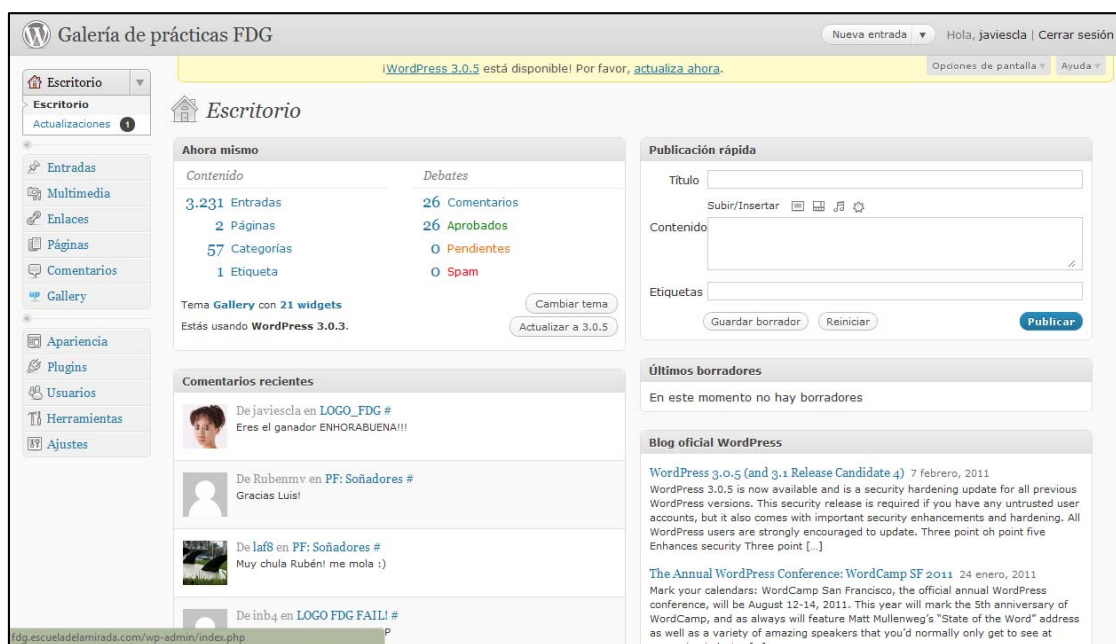 Galería de prácticas FDG
Nueva entrada
Hola, javiescla | Cerrar sesión
¡WordPress 3.0.5 está disponible! Por favor, actualiza ahora.
Opciones de pantalla
Ayuda
Escritorio
Escritorio
Actualizaciones 1
Entradas
Multimedia
Enlaces
Páginas
Comentarios
Gallery
Apariencia
Plugins
Usuarios
Herramientas
Ajustes
Escritorio
Ahora mismo
Contenido
3.231 Entradas
2 Páginas
57 Categorías
1 Etiqueta
Debates
26 Comentarios
26 Aprobados
0 Pendientes
0 Spam
Tema Gallery con 21 widgets
Cambiar tema
Estás usando WordPress 3.0.3.
Actualizar a 3.0.5
Comentarios recientes
De javiescla en LOGO_FDG #
Eres el ganador ENHORABUENA!!!
De Rubenmv en PF: Soñadores #
Gracias Luis!
De laf8 en PF: Soñadores #
Muy chula Rubén! me mola :)
De inb4 en LOGO FDG FAIL! #
Publicación rápida
Título
Subir/Insertar
Contenido
Etiquetas
Guardar borrador
Reiniciar
Publicar
Últimos borradores
En este momento no hay borradores
Blog oficial WordPress
WordPress 3.0.5 (and 3.1 Release Candidate 4) 7 febrero, 2011
WordPress 3.0.5 is now available and is a security hardening update for all previous
WordPress versions. This security release is required if you have any untrusted user
accounts, but it also comes with important security enhancements and hardening. All
WordPress users are strongly encouraged to update. Three point oh point five
Enhances security Three point [...]
The Annual WordPress Conference: WordCamp SF 2011 24 enero, 2011
Mark your calendars: WordCamp San Francisco, the official annual WordPress
conference, will be August 12-14, 2011. This year will mark the 5th anniversary of
WordCamp, and as always will feature Matt Mullenweg's "State of the Word" address
as well as a variety of amazing speakers that you'd normally only get to see at
fdg.escueladelamirada.com/wp-admin/index.php